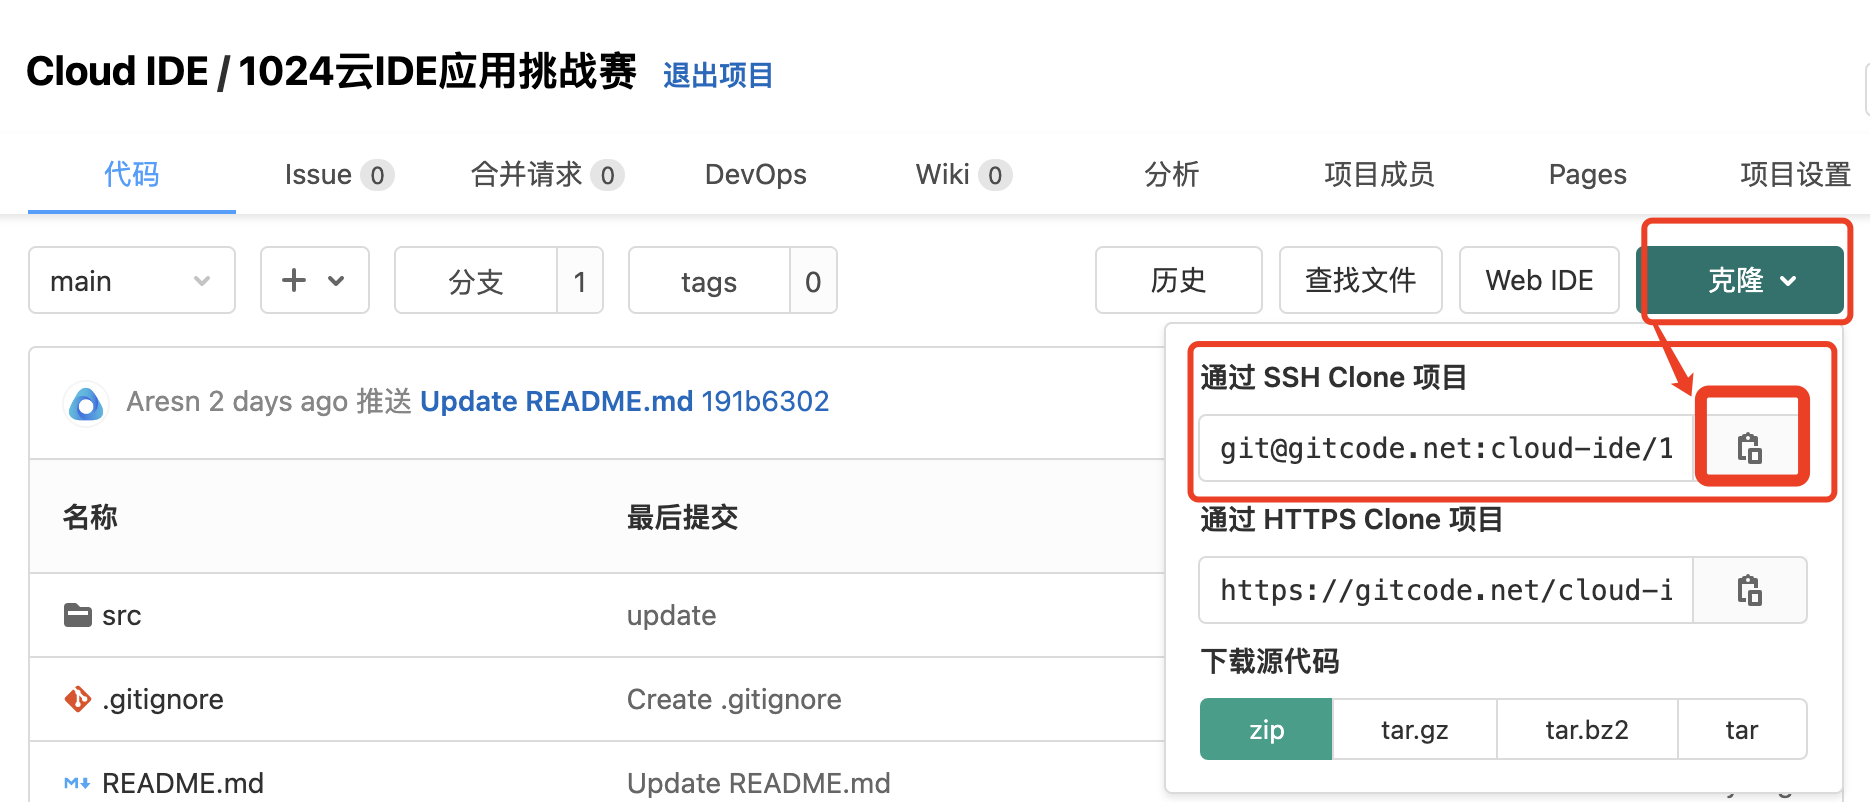 Cloud IDE / 1024云IDE应用挑战赛 退出项目
代码 Issue 0 合并请求 0 DevOps Wiki 0 分析 项目成员 Pages 项目设置
main 分支 1 tags 0 历史 查找文件 Web IDE 克隆
Aresn 2 days ago 推送 Update README.md 191b6302
名称 最后提交
src update
.gitignore Create .gitignore
README.md Update README.md
通过 SSH Clone 项目
git@gitcode.net:cloud-ide/1
通过 HTTPS Clone 项目
https://gitcode.net/cloud-i
下载源代码
zip tar.gz tar.bz2 tar